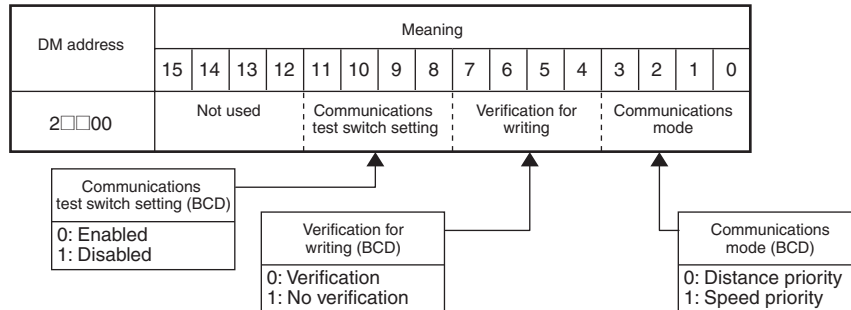 DM address
Meaning
15 14 13 12 11 10 9 8 7 6 5 4 3 2 1 0
2□□00
Not used
Communications
test switch setting
Verification for
writing
Communications
mode
Communications
test switch setting (BCD)
0: Enabled
1: Disabled
Verification for
writing (BCD)
0: Verification
1: No verification
Communications
mode (BCD)
0: Distance priority
1: Speed priority